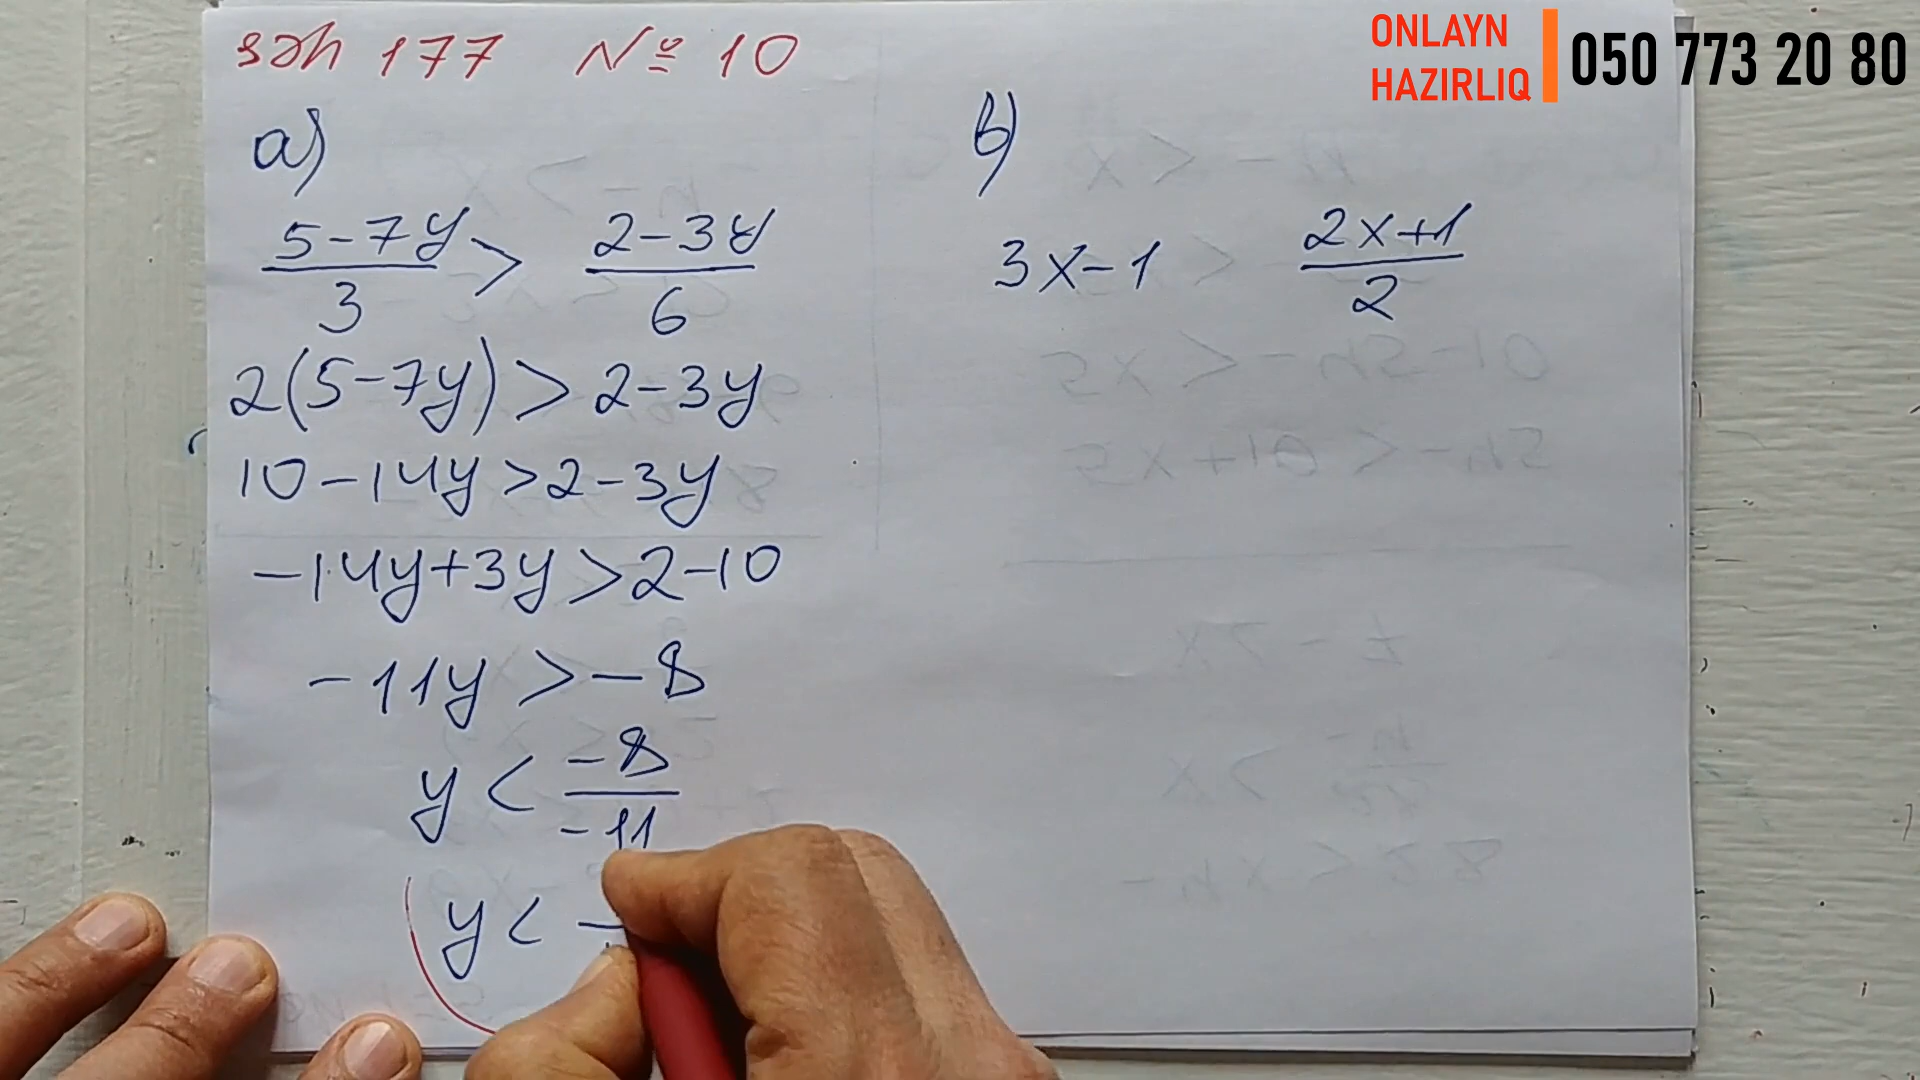 ONLAYN
HAZIRLIQ
050 773 20 80
səh 177 № 10
a)
5-7y/3 > 2-3y/6
2(5-7y) > 2-3y
10-14y > 2-3y
-14y+3y > 2-10
-11y > -8
y < -8/-11
y <
b)
3x-1 2x+1/2